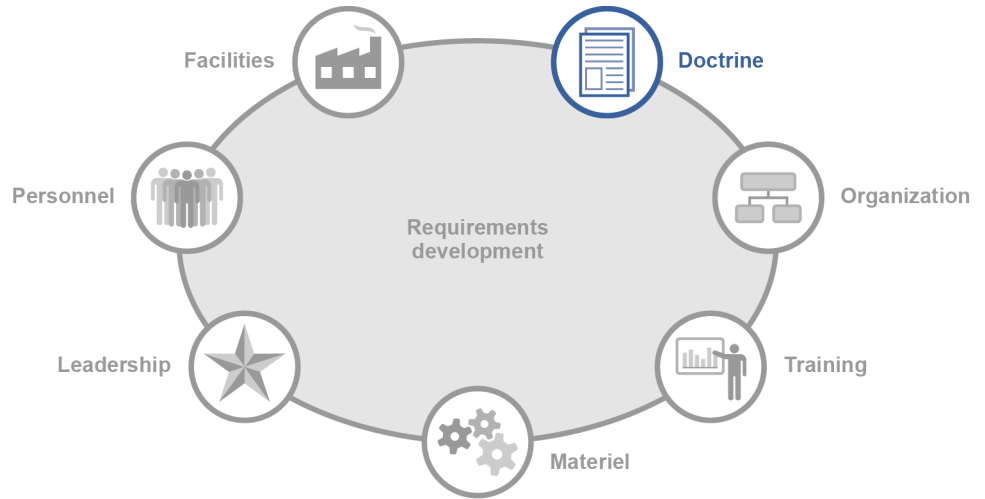 Facilities
Doctrine
Personnel
Organization
Requirements
development
Leadership
Training
Materiel